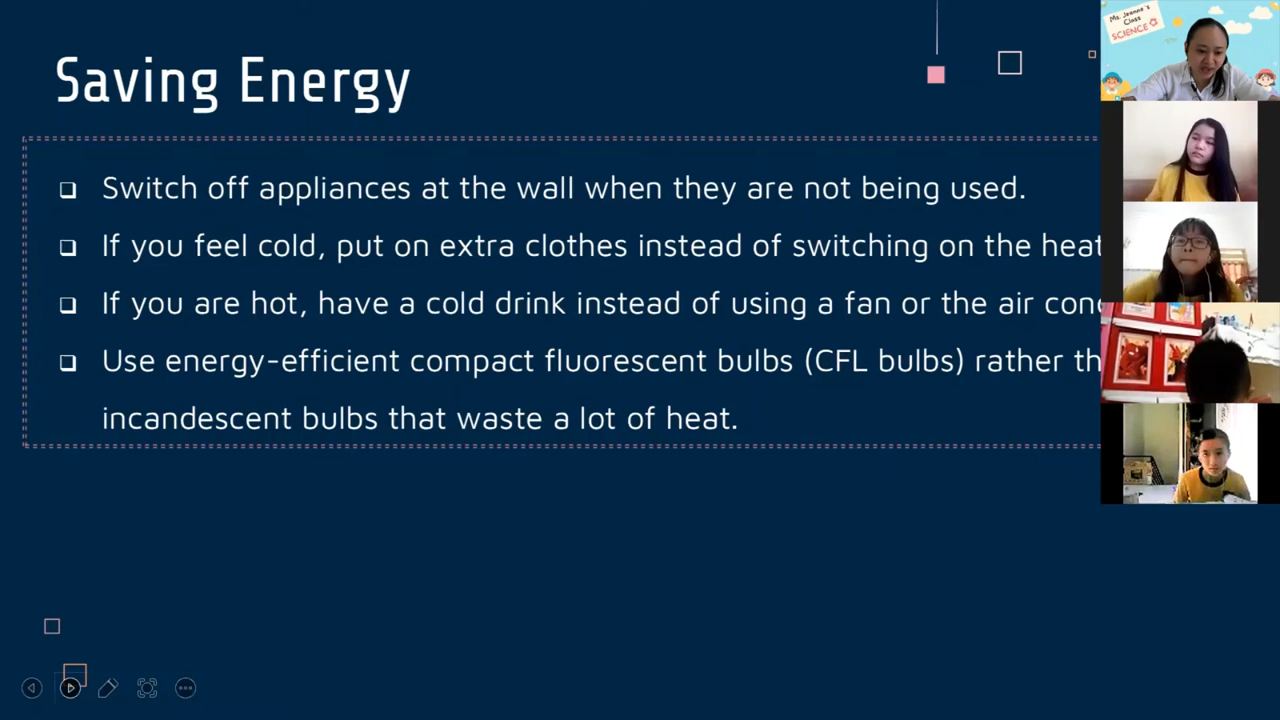 Saving Energy
Switch off appliances at the wall when they are not being used.
If you feel cold, put on extra clothes instead of switching on the heat
If you are hot, have a cold drink instead of using a fan or the air con
Use energy-efficient compact fluorescent bulbs (CFL bulbs) rather th
incandescent bulbs that waste a lot of heat.
Ms. Jeanne's
Class
SCIENCE